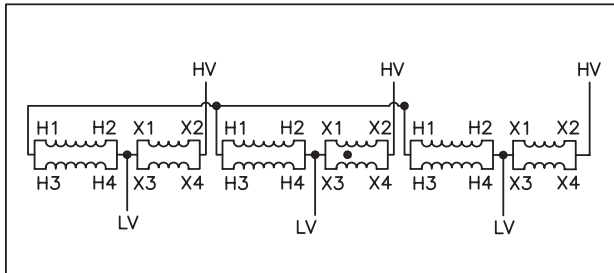 HV HV HV
H1 H2 X1 X2 H1 H2 X1 X2 H1 H2 X1 X2
H3 H4 X3 X4 H3 H4 X3 X4 H3 H4 X3 X4
LV LV LV